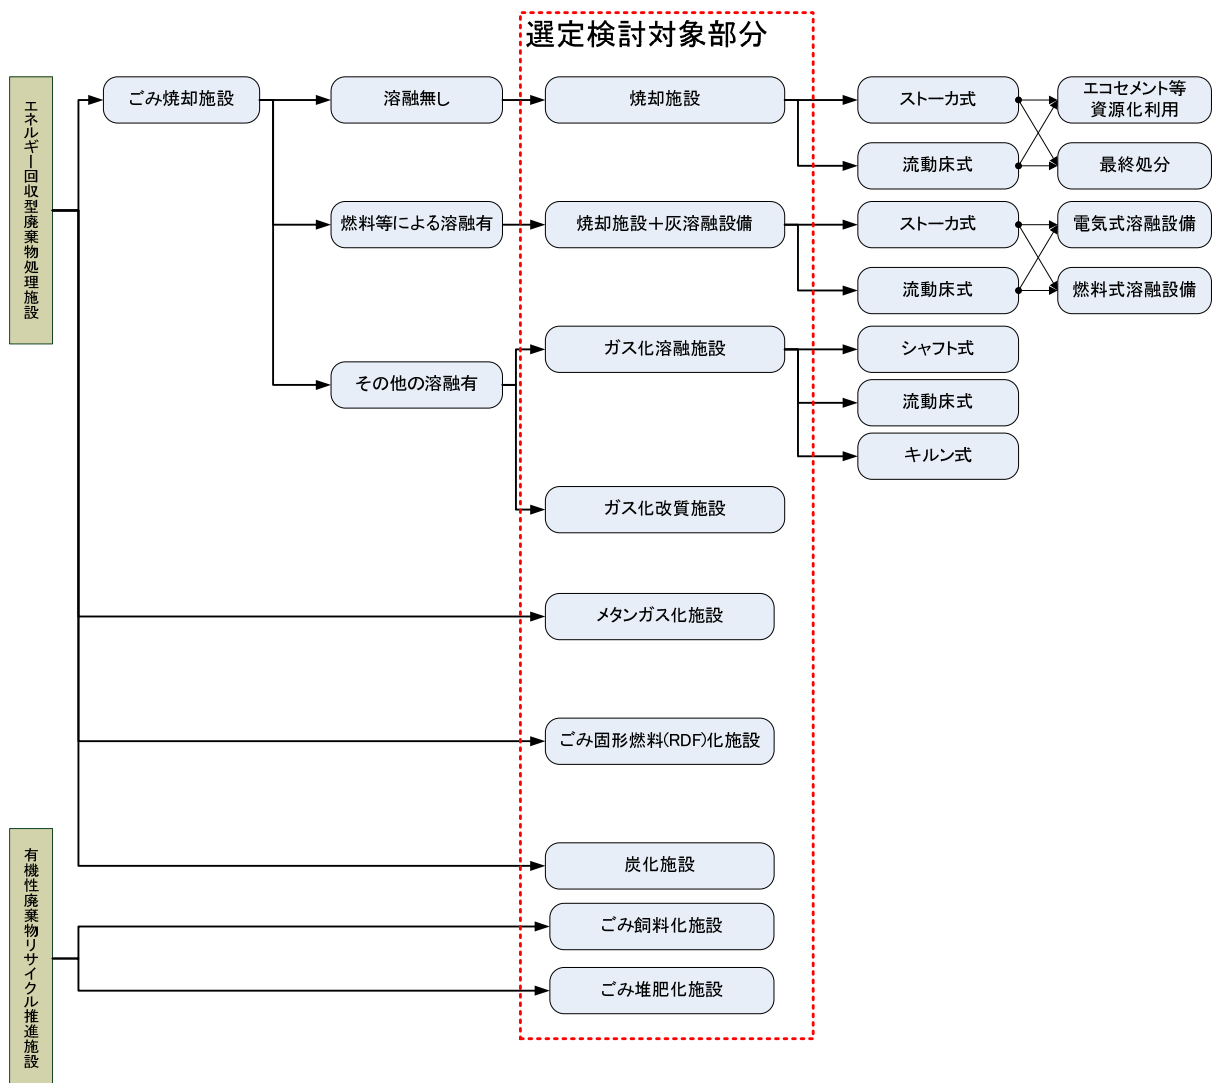 選定検討対象部分
エネルギー回収型廃棄物処理施設
ごみ焼却施設
溶融無し
焼却施設
ストーカ式
エコセメント等
資源化利用
流動床式
最終処分
燃料等による溶融有
焼却施設＋灰溶融設備
ストーカ式
電気式溶融設備
流動床式
燃料式溶融設備
その他の溶融有
ガス化溶融施設
シャフト式
流動床式
キルン式
ガス化改質施設
メタンガス化施設
ごみ固形燃料(RDF)化施設
炭化施設
有機性廃棄物リサイクル推進施設
ごみ飼料化施設
ごみ堆肥化施設